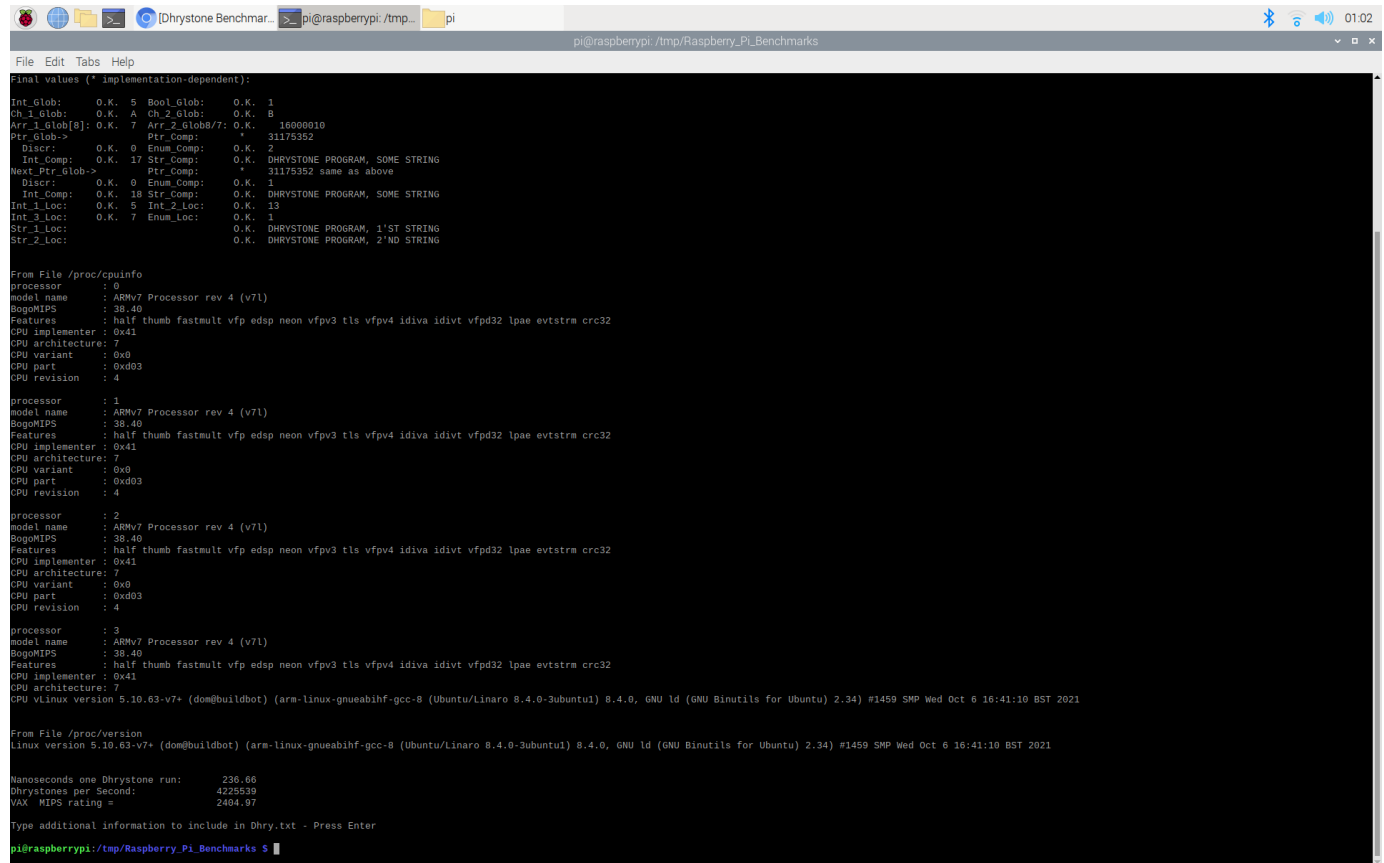 [Dhrystone Benchmar... pi@raspberrypi: /tmp... pi 01:02
pi@raspberrypi: /tmp/Raspberry_Pi_Benchmarks
File Edit Tabs Help
Final values (* implementation-dependent):
Int_Glob: O.K. 5 Bool_Glob: O.K. 1
Ch_1_Glob: O.K. A Ch_2_Glob: O.K. B
Arr_1_Glob[8]: O.K. 7 Arr_2_Glob8/7: O.K. 16000010
Ptr_Glob-> Ptr_Comp: * 31175352
Discr: O.K. 0 Enum_Comp: O.K. 2
Int_Comp: O.K. 17 Str_Comp: O.K. DHRYSTONE PROGRAM, SOME STRING
Next_Ptr_Glob-> Ptr_Comp: * 31175352 same as above
Discr: O.K. 0 Enum_Comp: O.K. 1
Int_Comp: O.K. 18 Str_Comp: O.K. DHRYSTONE PROGRAM, SOME STRING
Int_1_Loc: O.K. 5 Int_2_Loc: O.K. 13
Int_3_Loc: O.K. 7 Enum_Loc: O.K. 1
Str_1_Loc: O.K. DHRYSTONE PROGRAM, 1'ST STRING
Str_2_Loc: O.K. DHRYSTONE PROGRAM, 2'ND STRING
From File /proc/cpuinfo
processor : 0
model name : ARMv7 Processor rev 4 (v7l)
BogoMIPS : 38.40
Features : half thumb fastmult vfp edsp neon vfpv3 tls vfpv4 idiva idivt vfpd32 lpae evtstrm crc32
CPU implementer : 0x41
CPU architecture: 7
CPU variant : 0x0
CPU part : 0xd03
CPU revision : 4
processor : 1
model name : ARMv7 Processor rev 4 (v7l)
BogoMIPS : 38.40
Features : half thumb fastmult vfp edsp neon vfpv3 tls vfpv4 idiva idivt vfpd32 lpae evtstrm crc32
CPU implementer : 0x41
CPU architecture: 7
CPU variant : 0x0
CPU part : 0xd03
CPU revision : 4
processor : 2
model name : ARMv7 Processor rev 4 (v7l)
BogoMIPS : 38.40
Features : half thumb fastmult vfp edsp neon vfpv3 tls vfpv4 idiva idivt vfpd32 lpae evtstrm crc32
CPU implementer : 0x41
CPU architecture: 7
CPU variant : 0x0
CPU part : 0xd03
CPU revision : 4
processor : 3
model name : ARMv7 Processor rev 4 (v7l)
BogoMIPS : 38.40
Features : half thumb fastmult vfp edsp neon vfpv3 tls vfpv4 idiva idivt vfpd32 lpae evtstrm crc32
CPU implementer : 0x41
CPU architecture: 7
CPU vLinux version 5.10.63-v7+ (dom@buildbot) (arm-linux-gnueabihf-gcc-8 (Ubuntu/Linaro 8.4.0-3ubuntu1) 8.4.0, GNU ld (GNU Binutils for Ubuntu) 2.34) #1459 SMP Wed Oct 6 16:41:10 BST 2021
From File /proc/version
Linux version 5.10.63-v7+ (dom@buildbot) (arm-linux-gnueabihf-gcc-8 (Ubuntu/Linaro 8.4.0-3ubuntu1) 8.4.0, GNU ld (GNU Binutils for Ubuntu) 2.34) #1459 SMP Wed Oct 6 16:41:10 BST 2021
Nanoseconds one Dhrystone run: 236.66
Dhrystones per Second: 4225539
VAX MIPS rating = 2404.97
Type additional information to include in Dhry.txt - Press Enter
pi@raspberrypi:/tmp/Raspberry_Pi_Benchmarks $